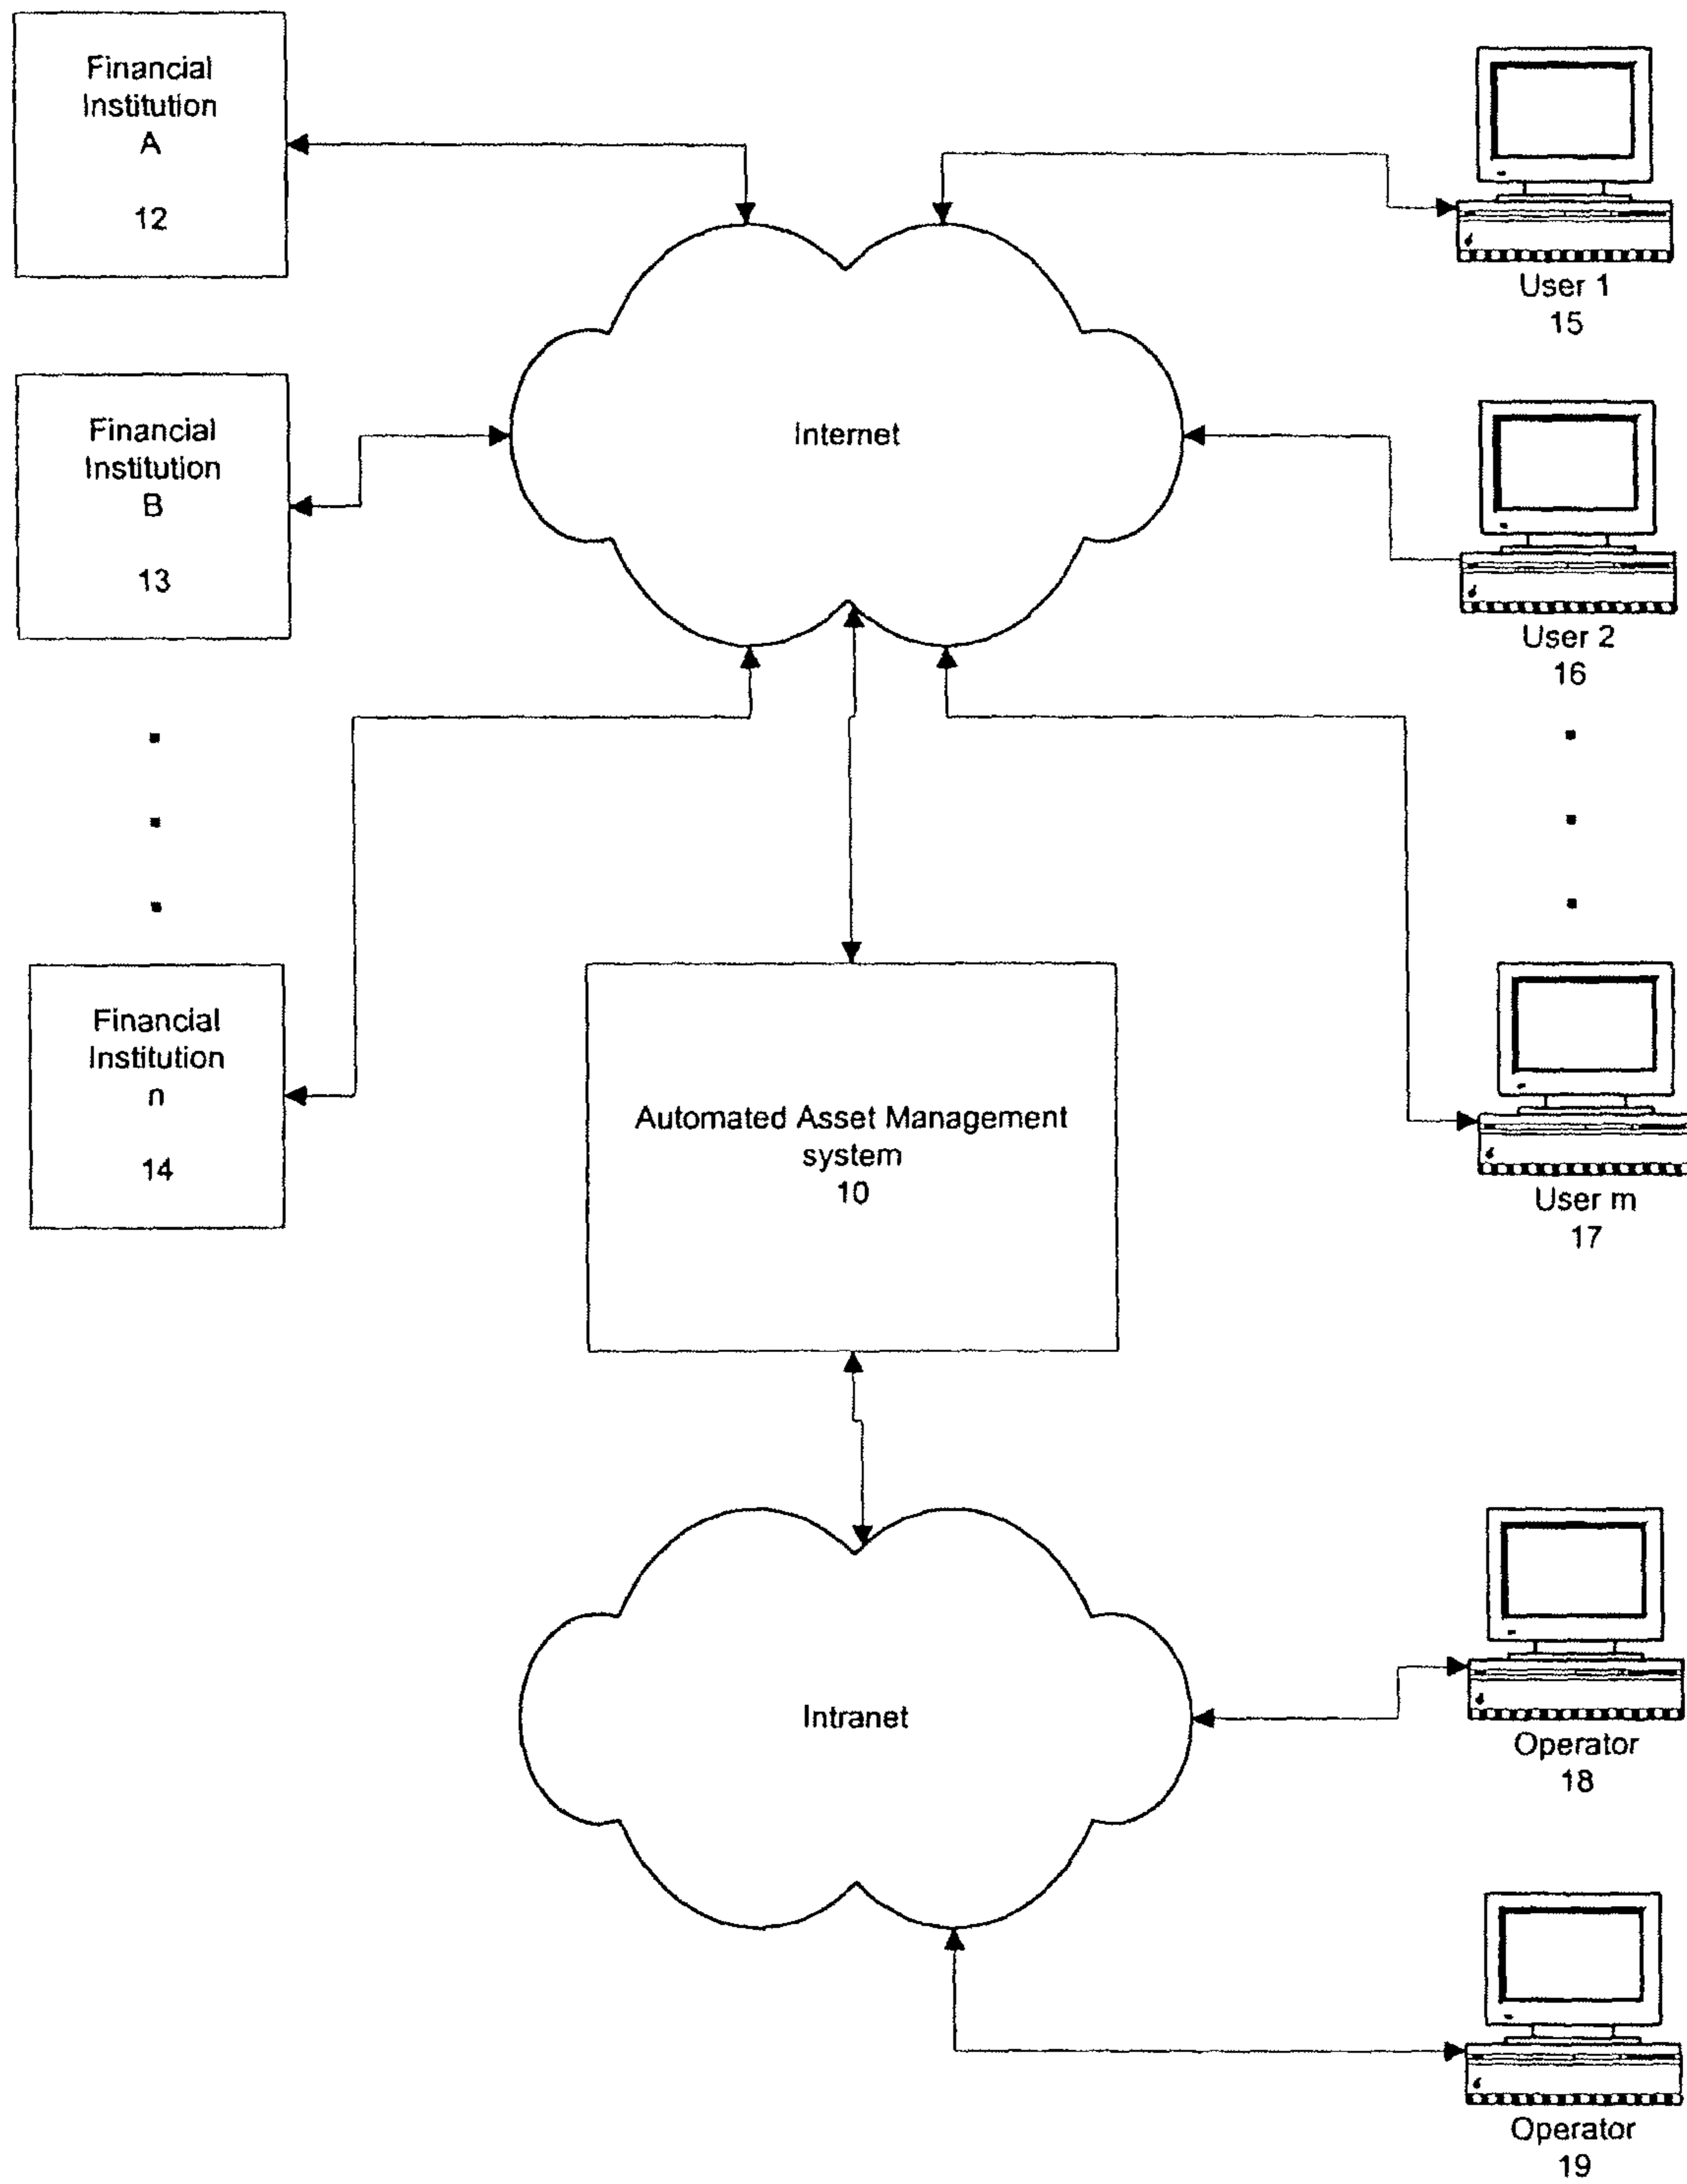 Financial
Institution
A
12
User 1
15
Financial
Institution
B
13
Internet
User 2
16
Financial
Institution
n
14
Automated Asset Management
system
10
User m
17
Intranet
Operator
18
Operator
19